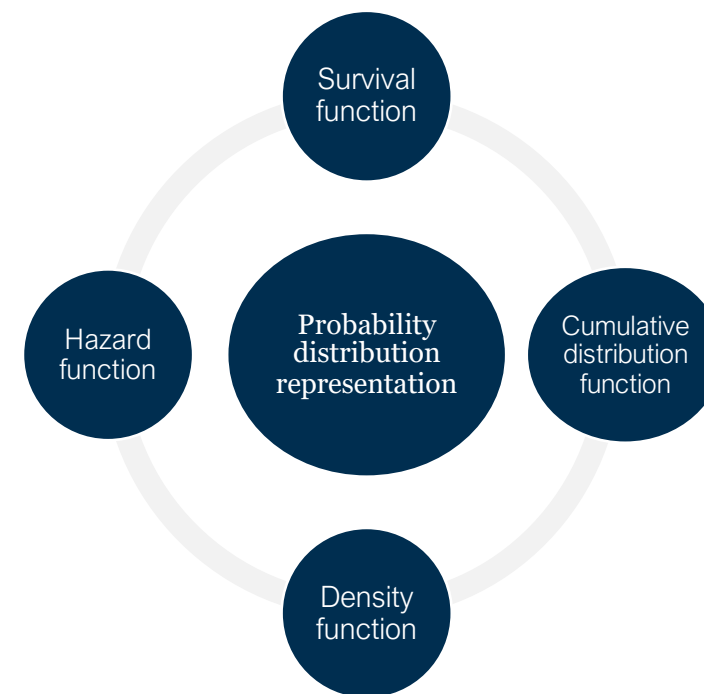 Survival
function
Hazard
function
Probability
distribution
representation
Cumulative
distribution
function
Density
function